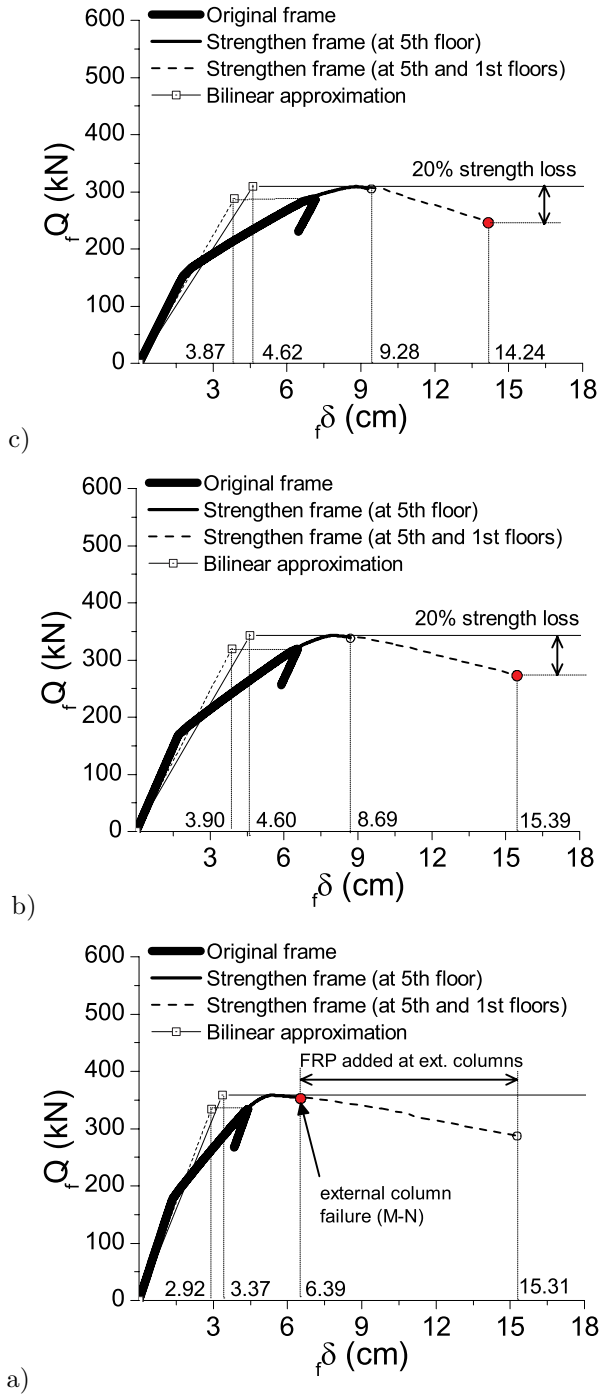 600
500
400
300
200
100
0
fQ (kN)
Original frame
Strengthen frame (at 5th floor)
Strengthen frame (at 5th and 1st floors)
Bilinear approximation
20% strength loss
3.87 4.62 9.28 14.24
3 6 9 12 15 18
fδ (cm)
c)
600
500
400
300
200
100
0
fQ (kN)
Original frame
Strengthen frame (at 5th floor)
Strengthen frame (at 5th and 1st floors)
Bilinear approximation
20% strength loss
3.90 4.60 8.69 15.39
3 6 9 12 15 18
fδ (cm)
b)
600
500
400
300
200
100
0
fQ (kN)
Original frame
Strengthen frame (at 5th floor)
Strengthen frame (at 5th and 1st floors)
Bilinear approximation
FRP added at ext. columns
external column
failure (M-N)
2.92 3.37 6.39 15.31
3 6 9 12 15 18
fδ (cm)
a)